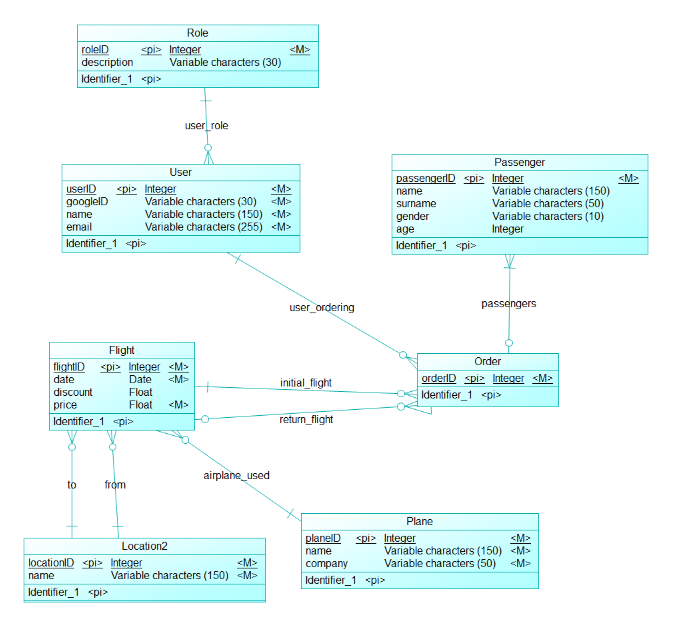 Role
roleID <pi> Integer <M>
description Variable characters (30)
Identifier_1 <pi>
user_role
User
userID <pi> Integer <M>
googleID Variable characters (30) <M>
name Variable characters (150) <M>
email Variable characters (255) <M>
Identifier_1 <pi>
Passenger
passengerID <pi> Integer <M>
name Variable characters (150)
surname Variable characters (50)
gender Variable characters (10)
age Integer
Identifier_1 <pi>
user_ordering
passengers
Flight
flightID <pi> Integer <M>
date Date <M>
discount Float
price Float <M>
Identifier_1 <pi>
initial_flight
return_flight
Order
orderID <pi> Integer <M>
Identifier_1 <pi>
to
from
airplane_used
Location2
locationID <pi> Integer <M>
name Variable characters (150) <M>
Identifier_1 <pi>
Plane
planeID <pi> Integer <M>
name Variable characters (150) <M>
company Variable characters (50) <M>
Identifier_1 <pi>